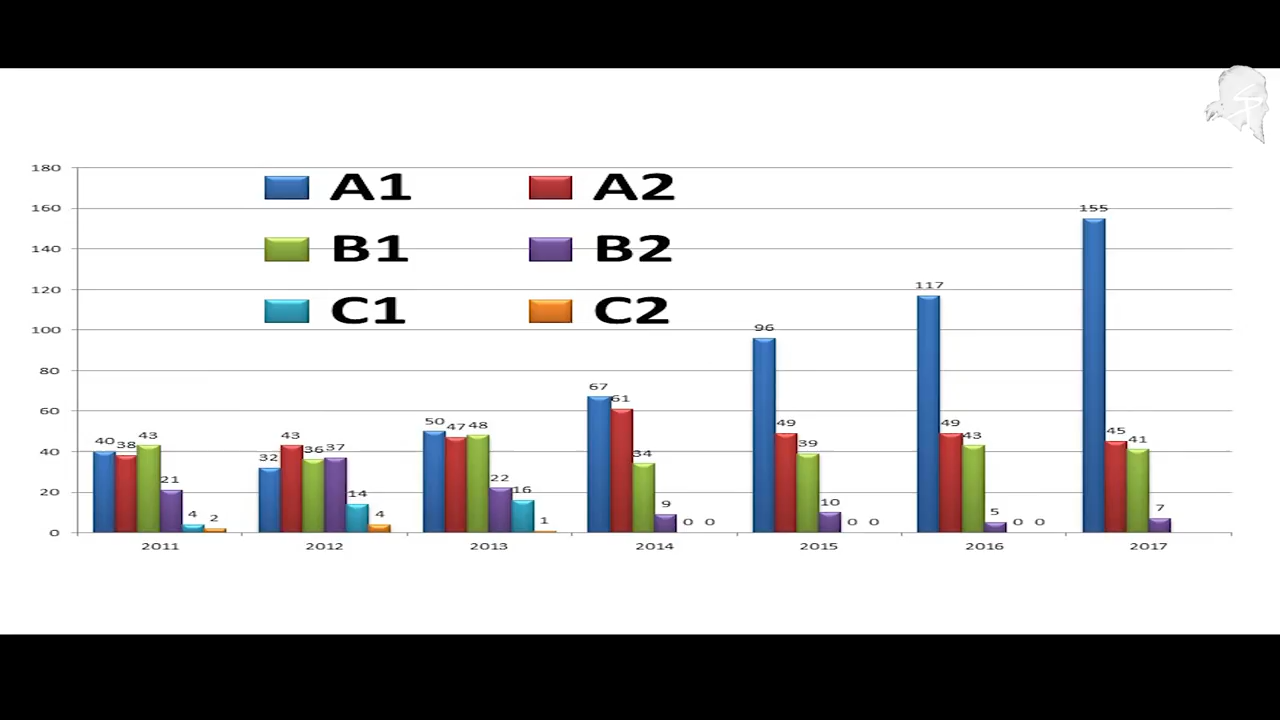 180
160
140
120
100
80
60
40
20
0
A1 A2
B1 B2
C1 C2
40 38 43 21 4 2
32 43 36 37 14 4
50 47 48 22 16 1
67 61 34 9 0 0
96 49 39 10 0 0
117 49 43 5 0 0
155 45 41 7
2011 2012 2013 2014 2015 2016 2017